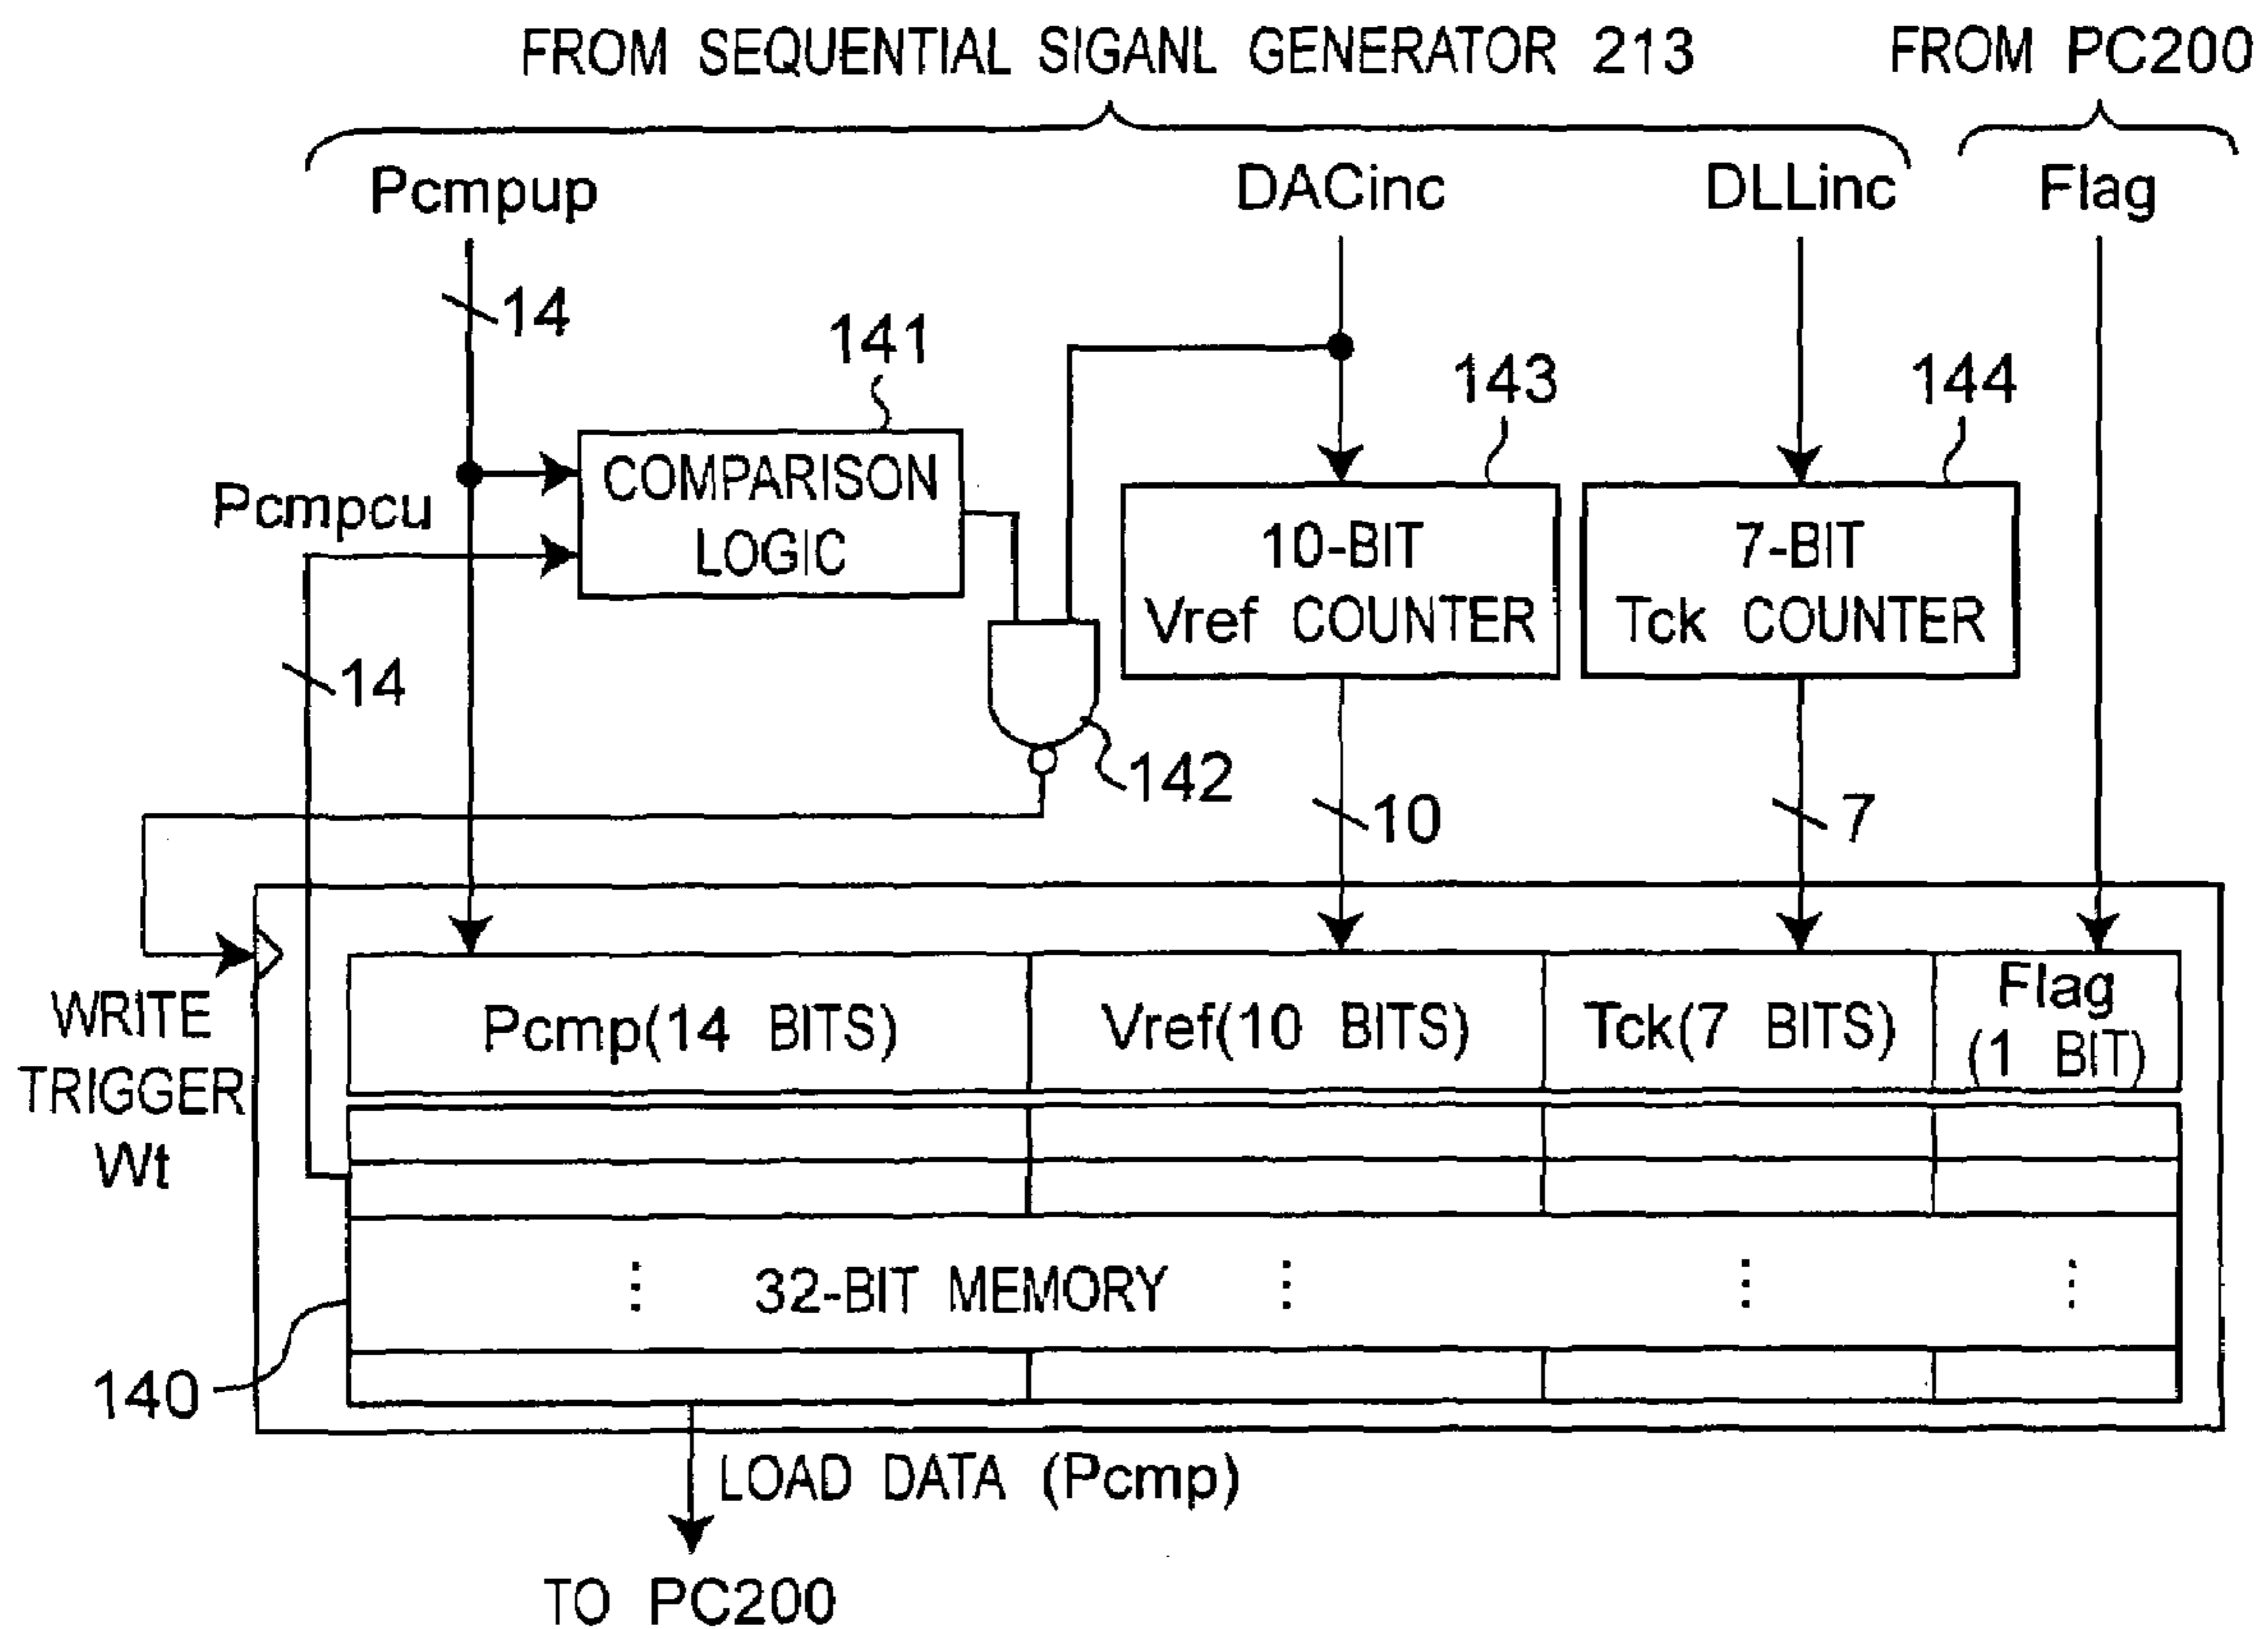 FROM SEQUENTIAL SIGANL GENERATOR 213
FROM PC200
Pcmpup
DACinc
DLLinc
Flag
14
141
143
144
COMPARISON
LOGIC
Pcmpcu
10-BIT
Vref COUNTER
7-BIT
Tck COUNTER
14
142
10
7
WRITE
TRIGGER
Wt
Pcmp(14 BITS)
Vref(10 BITS)
Tck(7 BITS)
Flag
(1 BIT)
32-BIT MEMORY
140
LOAD DATA (Pcmp)
TO PC200